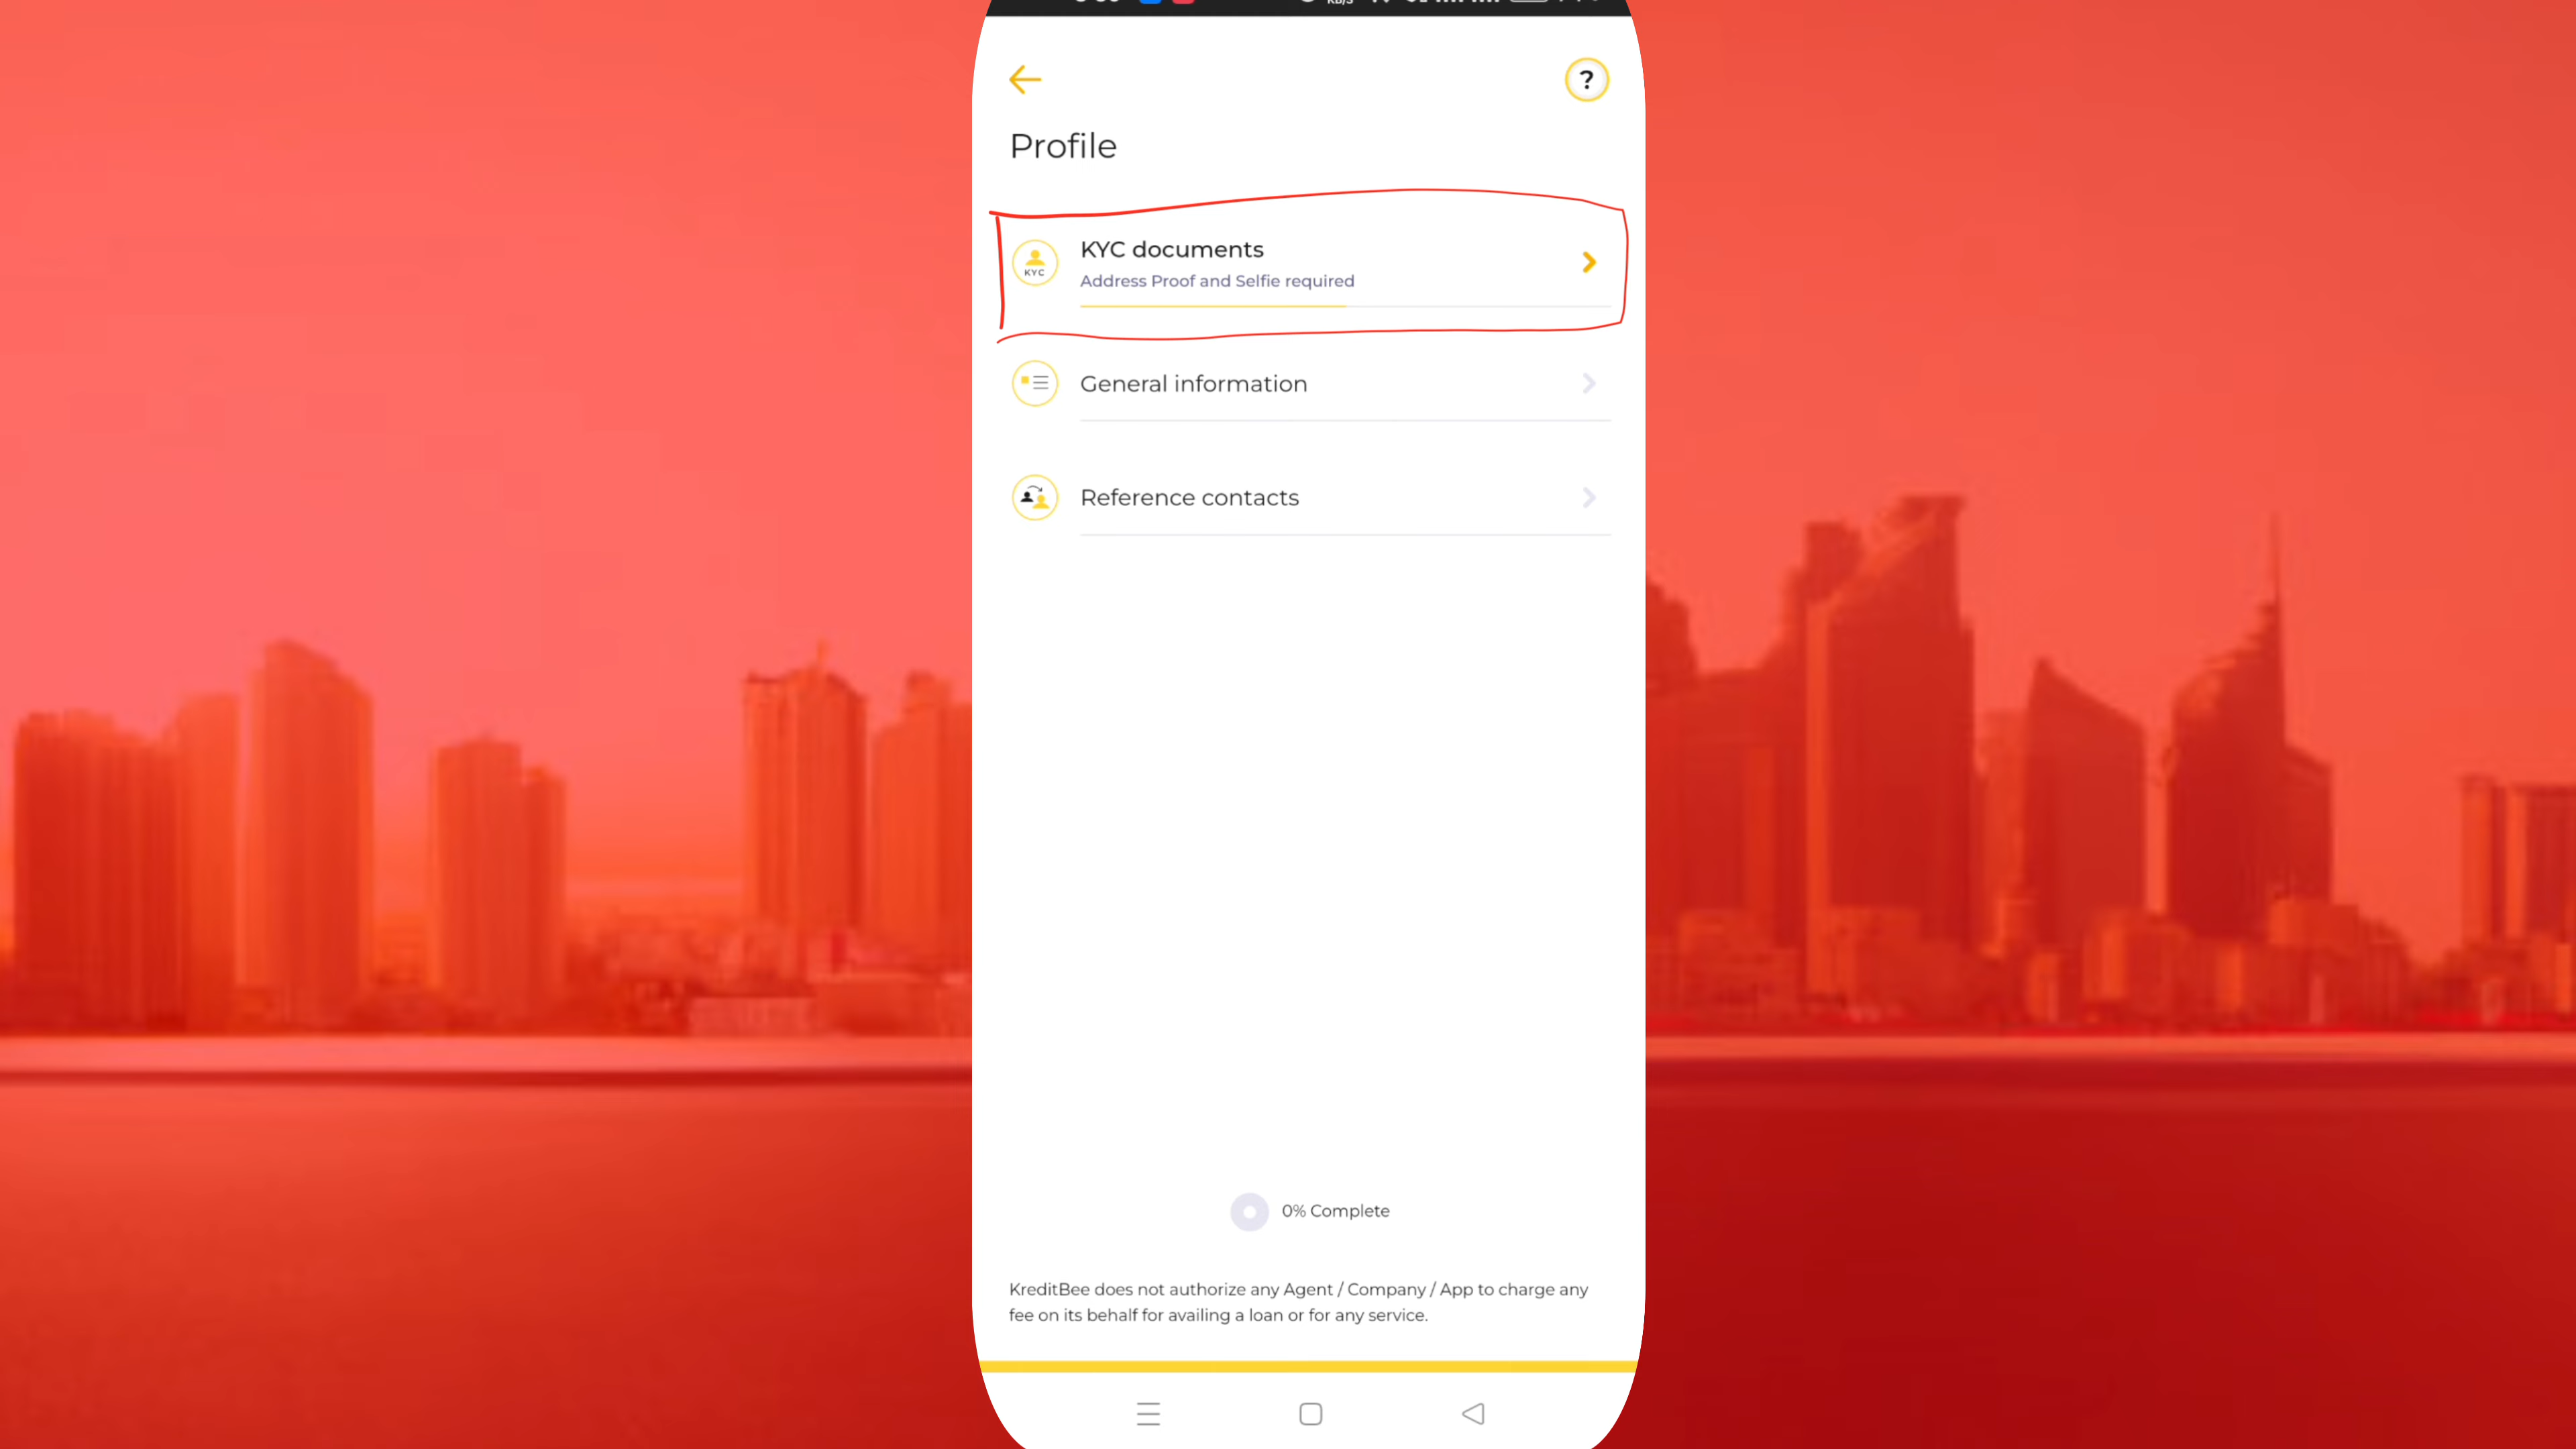 ?
Profile
KYC
KYC documents
Address Proof and Selfie required
General information
Reference contacts
0% Complete
KreditBee does not authorize any Agent / Company / App to charge any
fee on its behalf for availing a loan or for any service.